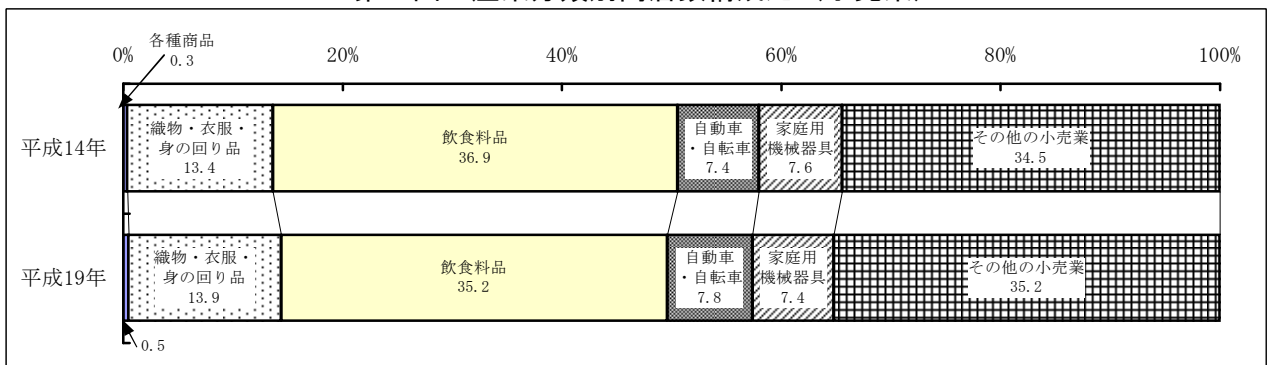 各種商品
0.3
0%
20%
40%
60%
80%
100%
平成14年
織物・衣服・
身の回り品
13.4
飲食料品
36.9
自動車
・自転車
7.4
家庭用
機械器具
7.6
その他の小売業
34.5
平成19年
織物・衣服・
身の回り品
13.9
飲食料品
35.2
自動車
・自転車
7.8
家庭用
機械器具
7.4
その他の小売業
35.2
0.5